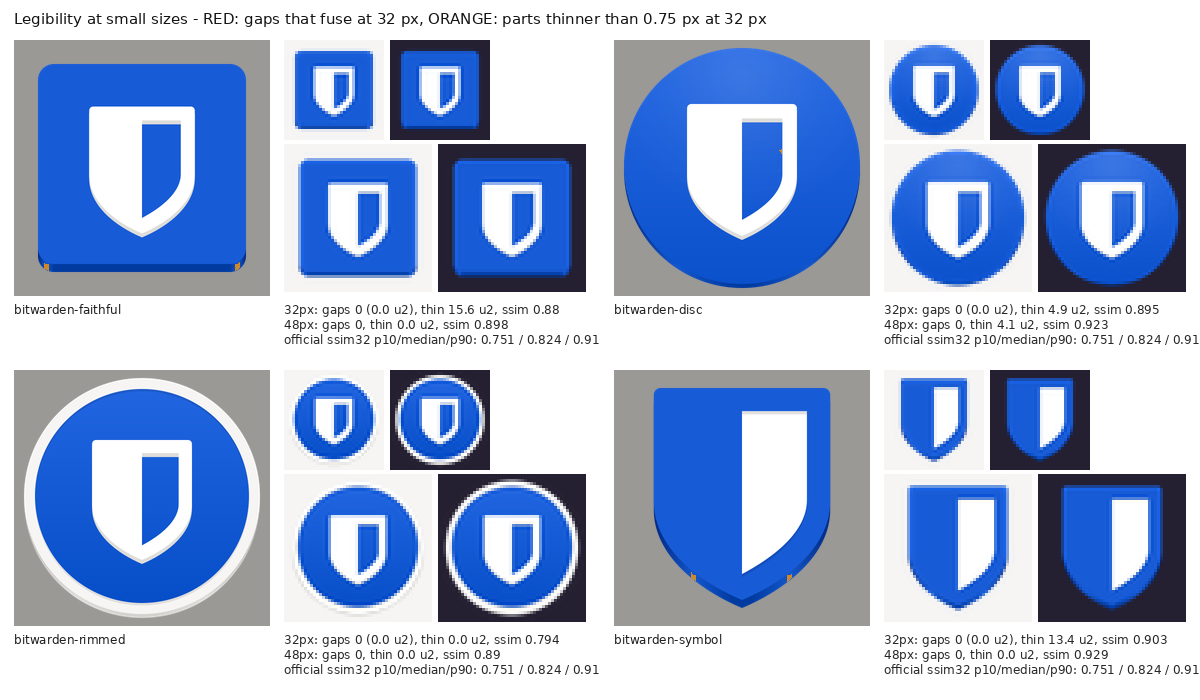 Legibility at small sizes - RED: gaps that fuse at 32 px, ORANGE: parts thinner than 0.75 px at 32 px
bitwarden-faithful
32px: gaps 0 (0.0 u2), thin 15.6 u2, ssim 0.88
48px: gaps 0, thin 0.0 u2, ssim 0.898
official ssim32 p10/median/p90: 0.751 / 0.824 / 0.91
bitwarden-disc
32px: gaps 0 (0.0 u2), thin 4.9 u2, ssim 0.895
48px: gaps 0, thin 4.1 u2, ssim 0.923
official ssim32 p10/median/p90: 0.751 / 0.824 / 0.91
bitwarden-rimmed
32px: gaps 0 (0.0 u2), thin 0.0 u2, ssim 0.794
48px: gaps 0, thin 0.0 u2, ssim 0.89
official ssim32 p10/median/p90: 0.751 / 0.824 / 0.91
bitwarden-symbol
32px: gaps 0 (0.0 u2), thin 13.4 u2, ssim 0.903
48px: gaps 0, thin 0.0 u2, ssim 0.929
official ssim32 p10/median/p90: 0.751 / 0.824 / 0.91